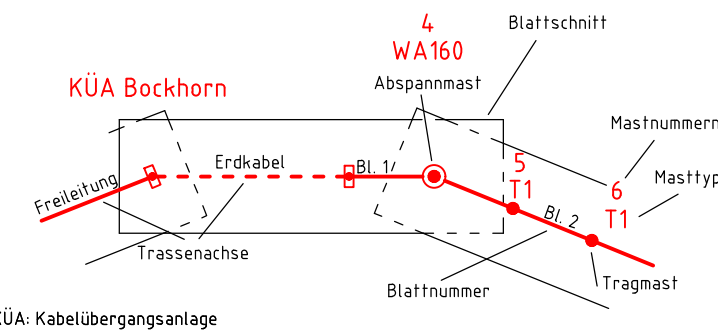 4
WA160
Blattschnitt
KÜA Bockhorn
Abspannmast
Mastnummern
Erdkabel
Bl. 1
5
T1
Masttyp
6
T1
Freileitung
Bl. 2
Trassenachse
Blattnummer
Tragmast
KÜA: Kabelübergangsanlage